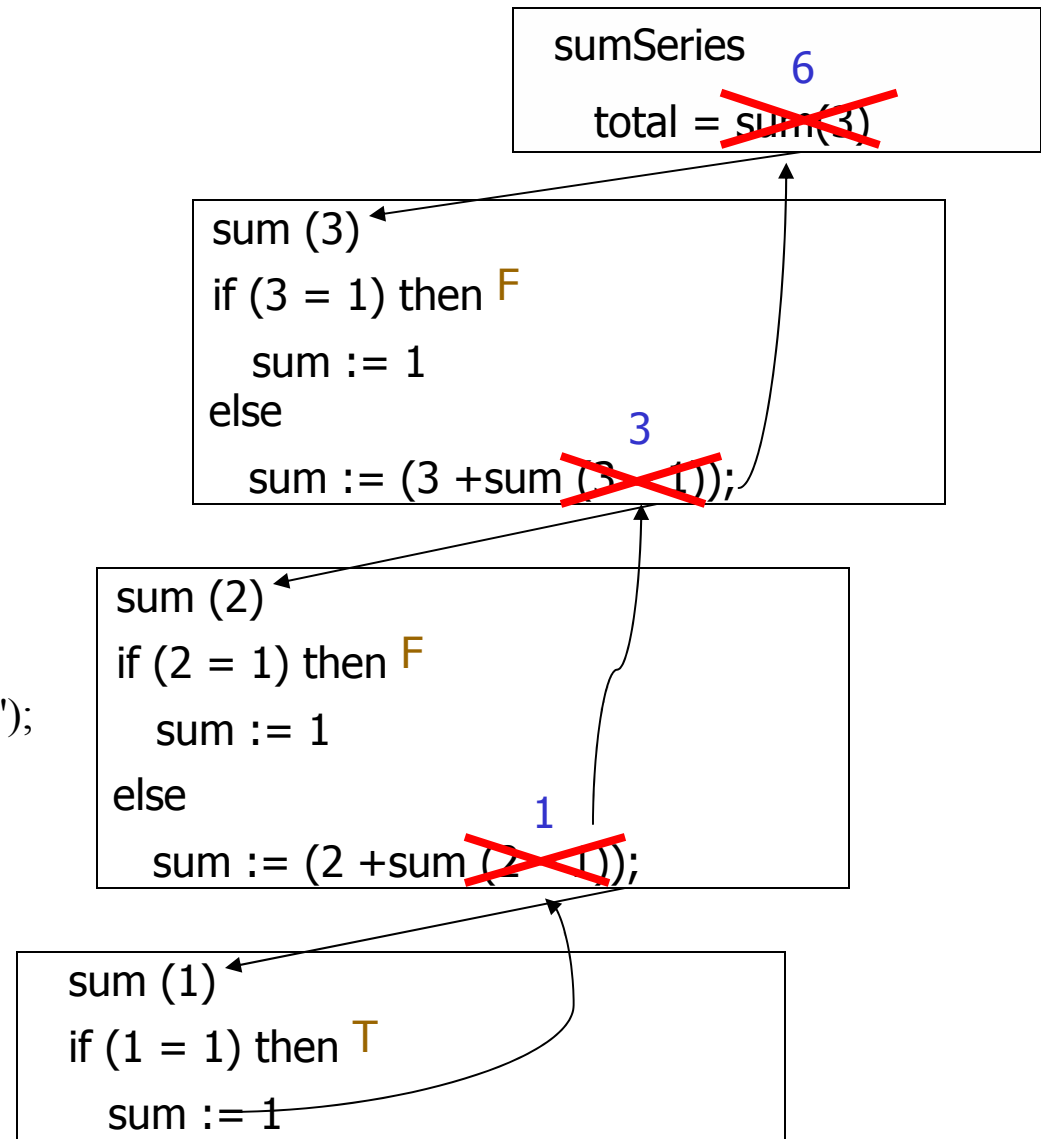 sumSeries
6
total = sum(3)
sum (3)
if (3 = 1) then F
sum := 1
else
3
sum := (3 +sum (3 - 1));
sum (2)
if (2 = 1) then F
');
sum := 1
else
1
sum := (2 +sum (2 - 1));
sum (1)
if (1 = 1) then T
sum := 1